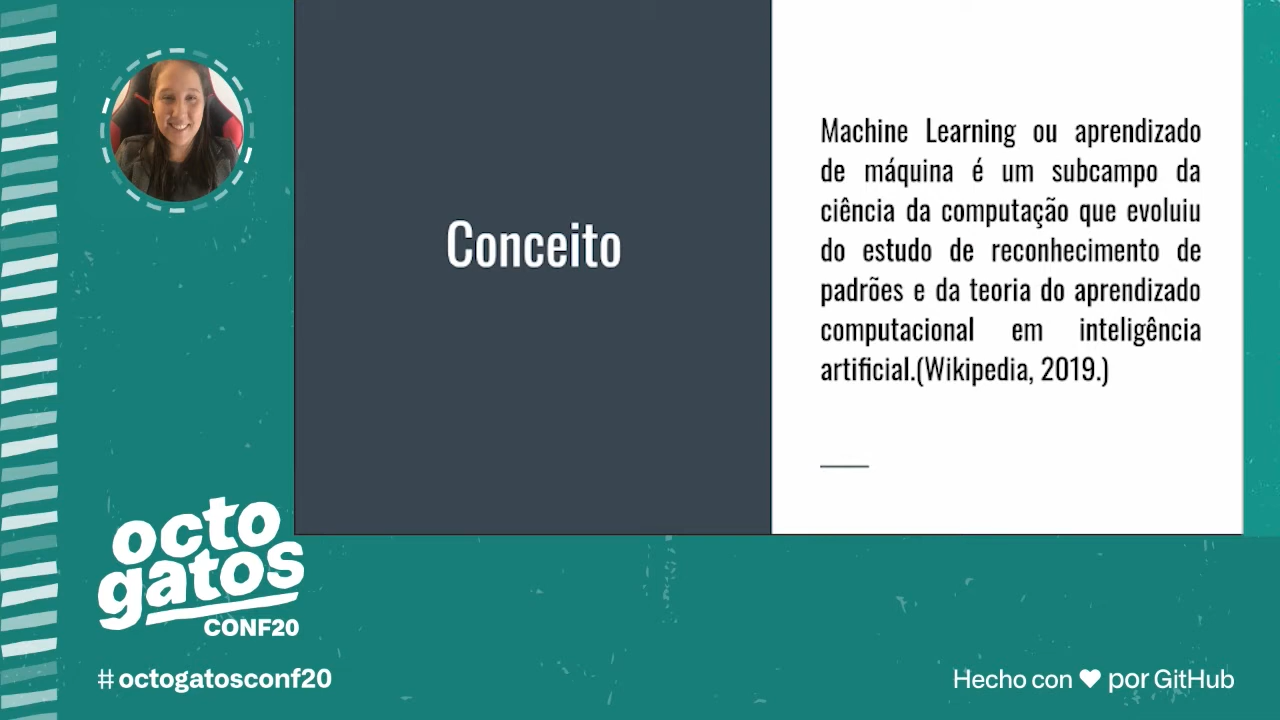 Conceito
Machine Learning ou aprendizado
de máquina é um subcampo da
ciência da computação que evoluiu
do estudo de reconhecimento de
padrões e da teoria do aprendizado
computacional em inteligência
artificial.(Wikipedia, 2019.)
octo
gatos
CONF20
#octogatosconf20
Hecho con ♥ por GitHub